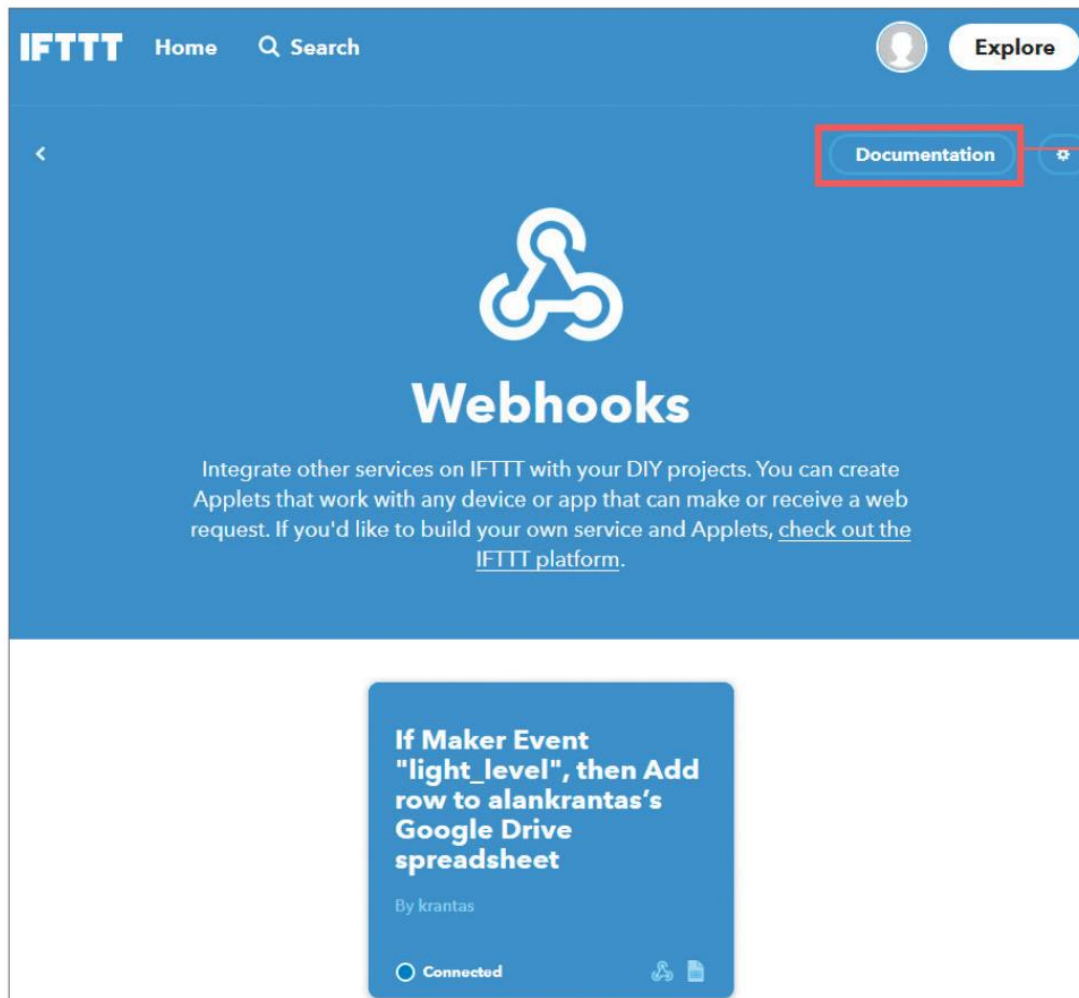 IFTTT Home Search Explore
Documentation
Webhooks
Integrate other services on IFTTT with your DIY projects. You can create
Applets that work with any device or app that can make or receive a web
request. If you'd like to build your own service and Applets, check out the
IFTTT platform.
If Maker Event
"light_level", then Add
row to alankrantas’s
Google Drive
spreadsheet
By krantas
Connected